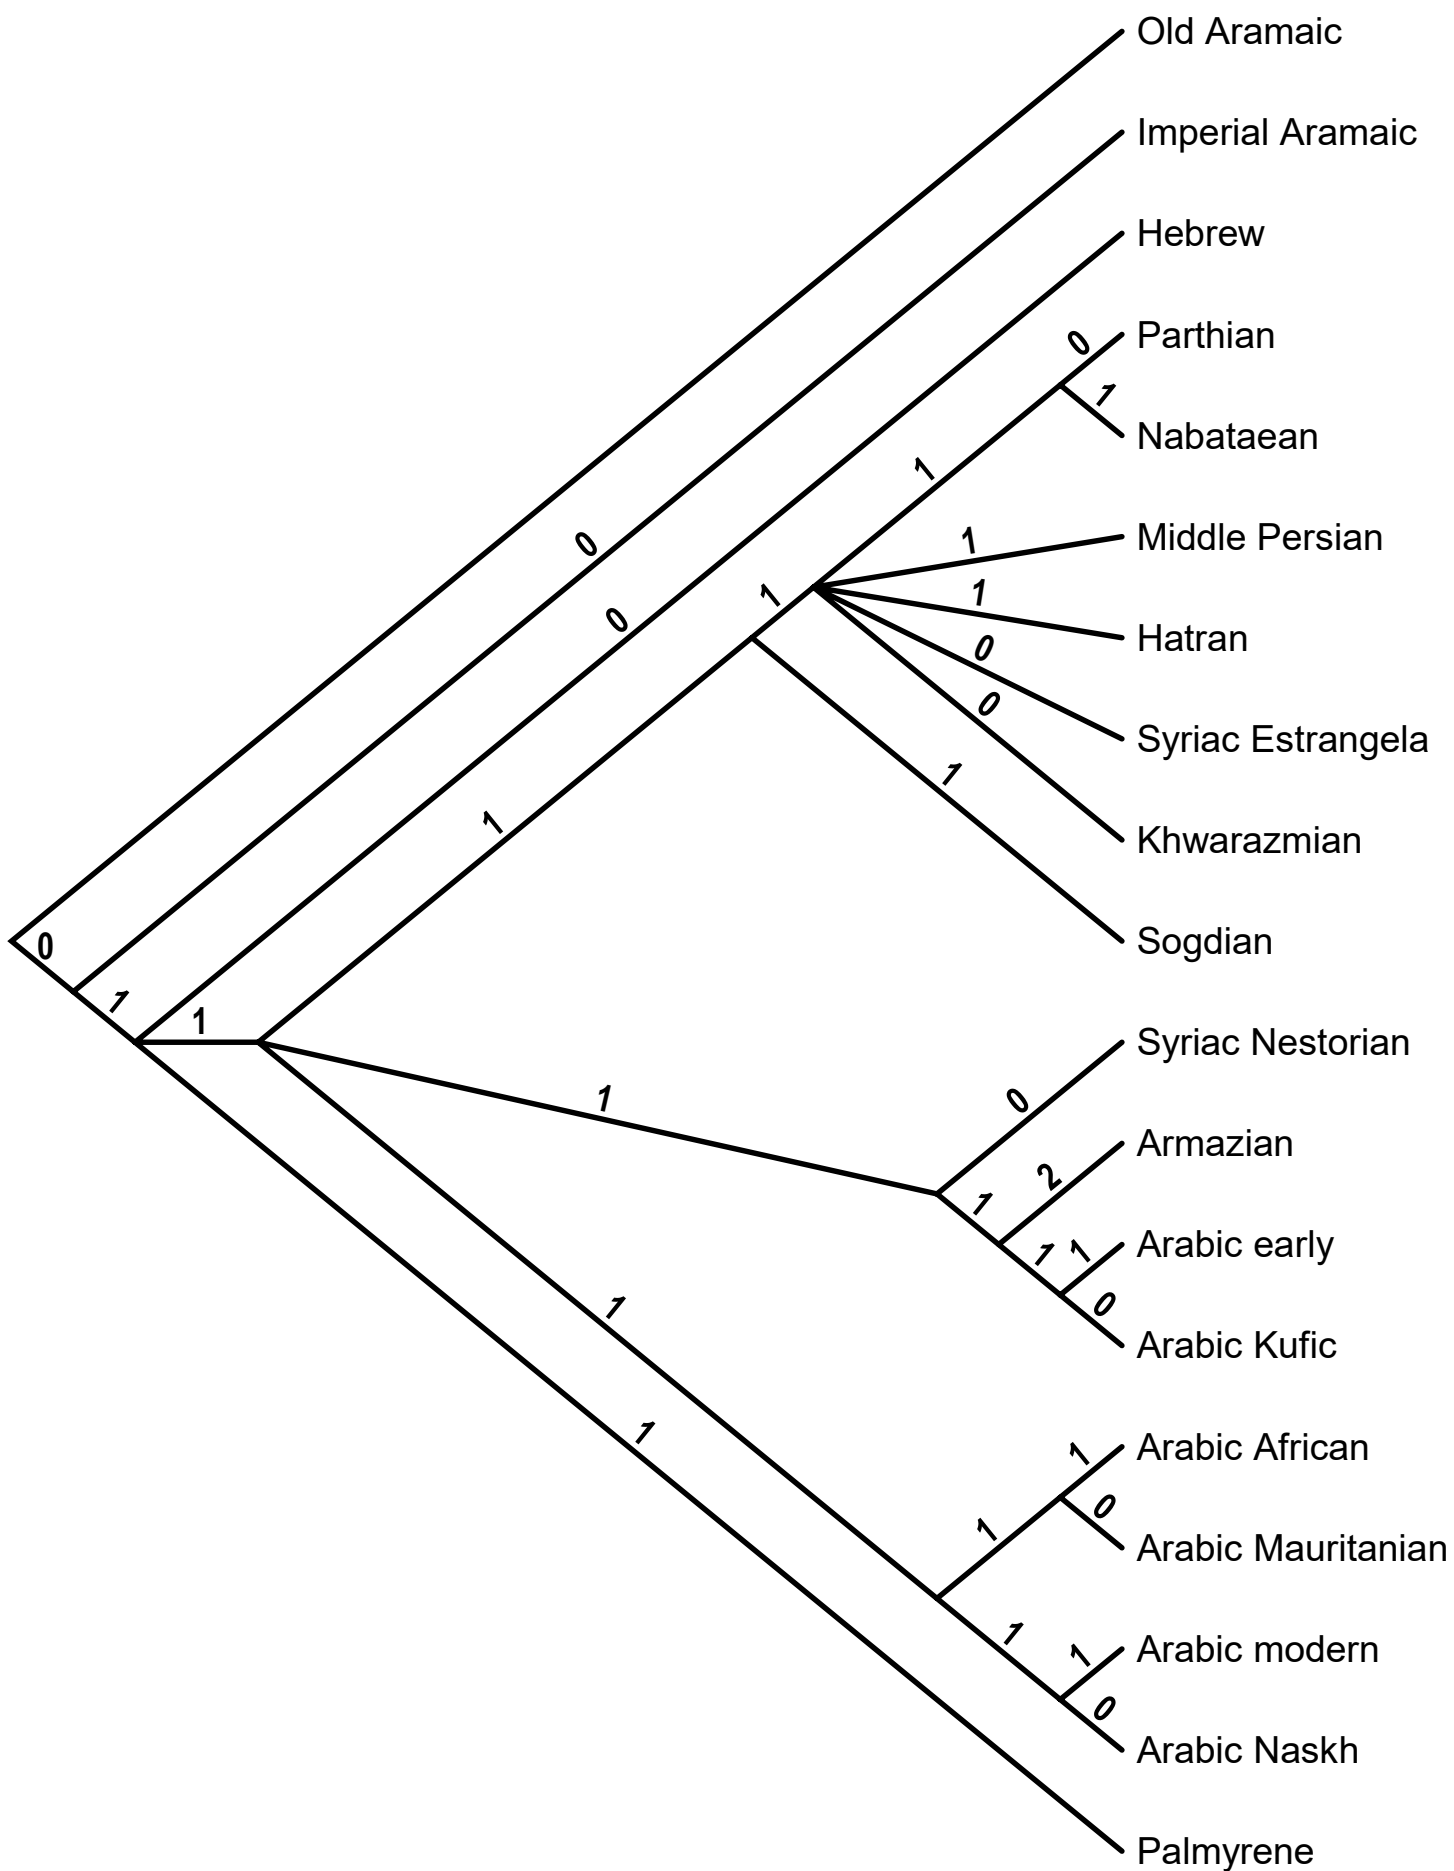 Old Aramaic
Imperial Aramaic
Hebrew
0
Parthian
1
Nabataean
1
1
Middle Persian
0
1
1
Hatran
0
0
Syriac Estrangela
0
1
1
Khwarazmian
0
Sogdian
1
1
Syriac Nestorian
1
0
2
Armazian
1
1
1
Arabic early
1
0
Arabic Kufic
1
1
Arabic African
1
0
Arabic Mauritanian
1
1
Arabic modern
0
Arabic Naskh
Palmyrene